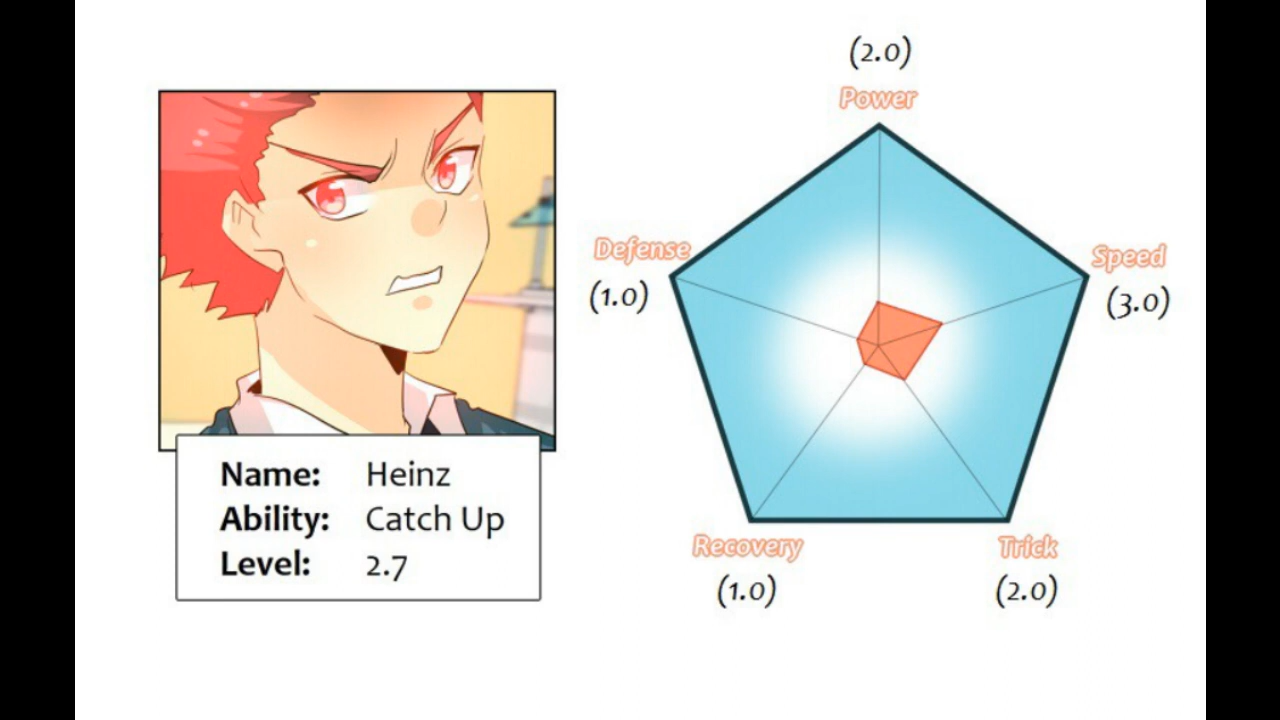 Name: Heinz
Ability: Catch Up
Level: 2.7
(2.0)
Power
Defense
(1.0)
Speed
(3.0)
Recovery
(1.0)
Trick
(2.0)